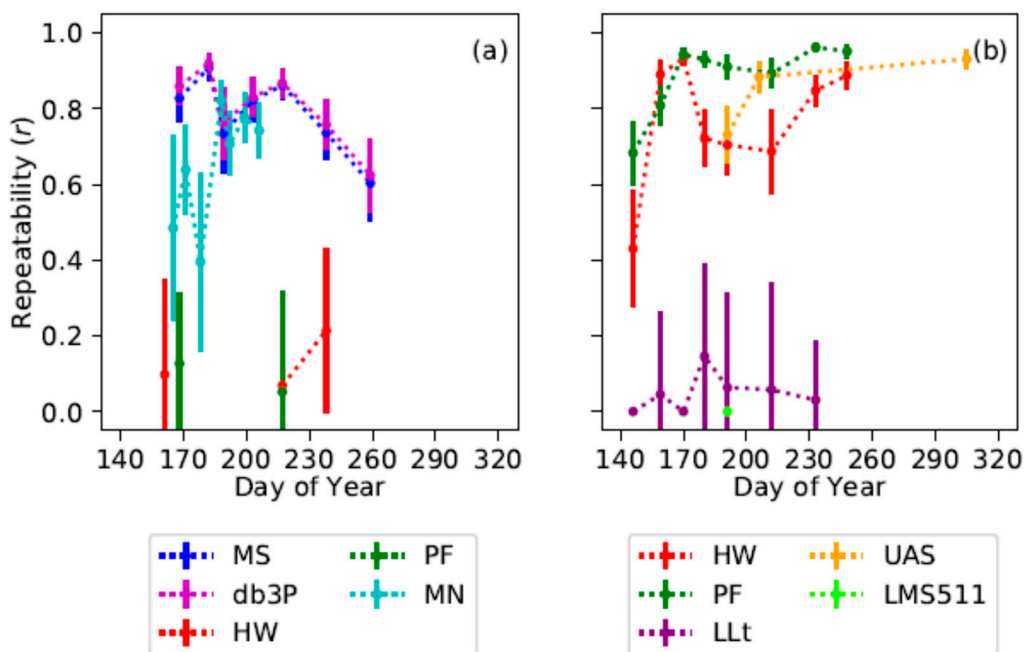 (a)
(b)
Repeatability (r)
1.0
0.8
0.6
0.4
0.2
0.0
140 170 200 230 260 290 320
140 170 200 230 260 290 320
Day of Year
Day of Year
MS
PF
db3P
MN
HW
HW
UAS
PF
LMS511
LLt